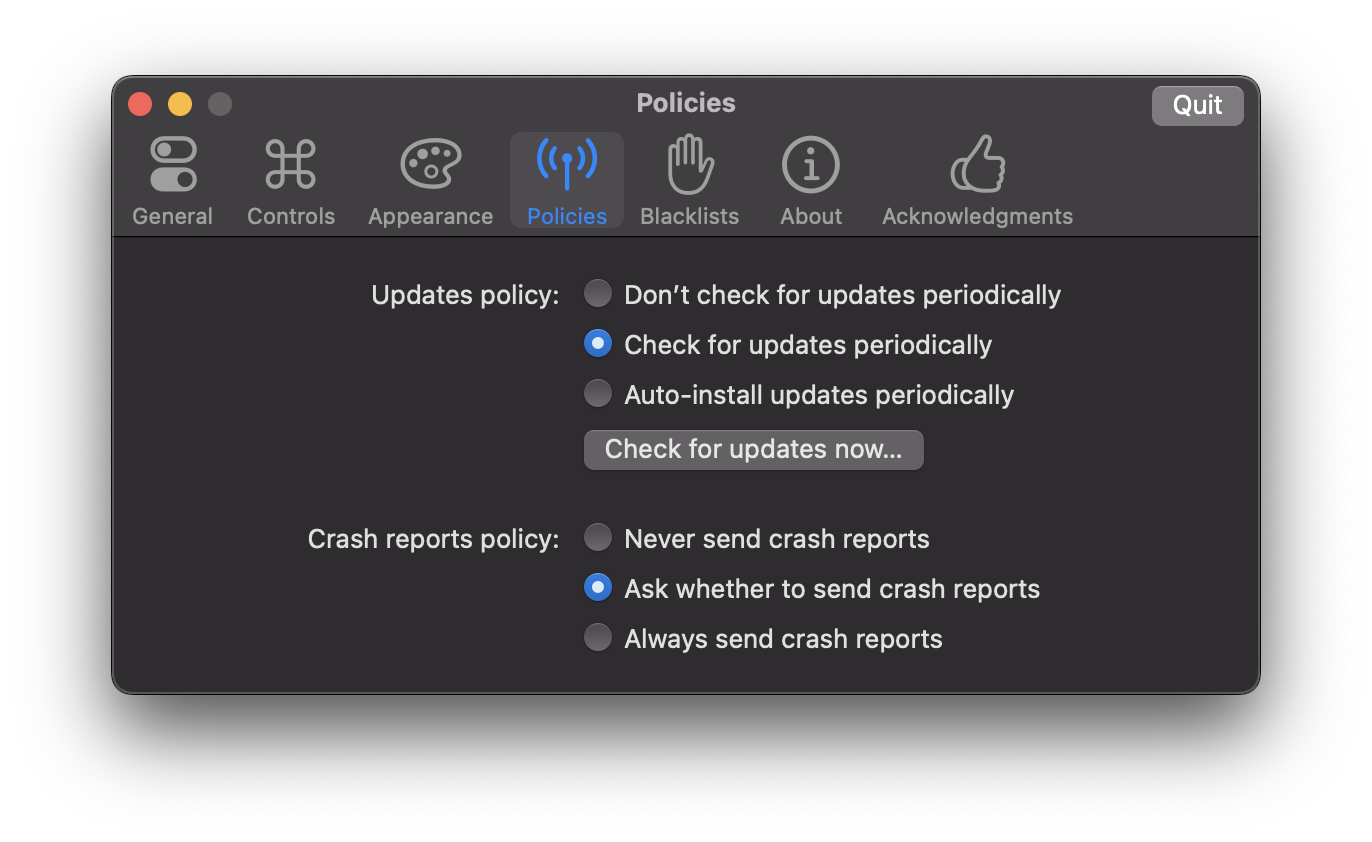 Policies
Quit
General
Controls
Appearance
Policies
Blacklists
About
Acknowledgments
Updates policy:
Don’t check for updates periodically
Check for updates periodically
Auto-install updates periodically
Check for updates now...
Crash reports policy:
Never send crash reports
Ask whether to send crash reports
Always send crash reports